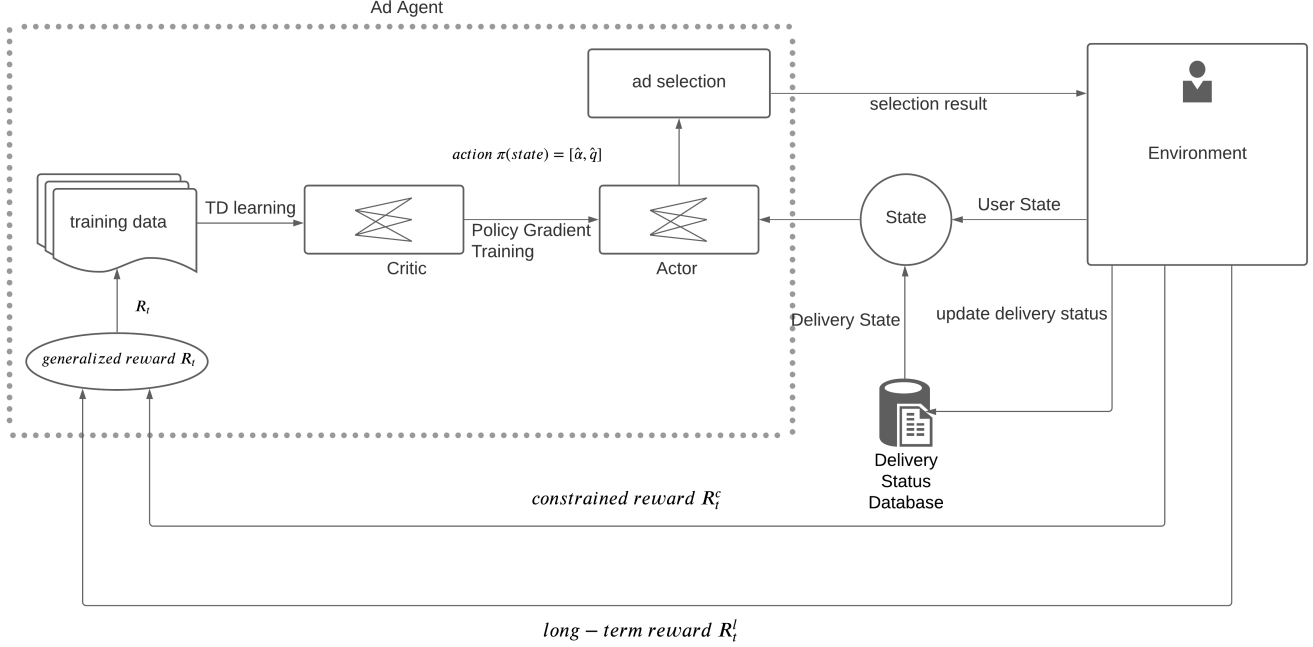 Ad Agent
ad selection
selection result
Environment
action π(state) = [α̂, q̂]
training data
TD learning
Critic
Policy Gradient
Training
Actor
State
User State
R_t
generalized reward R_t
Delivery State
update delivery status
Delivery
Status
Database
constrained reward R_t^c
long − term reward R_t^l